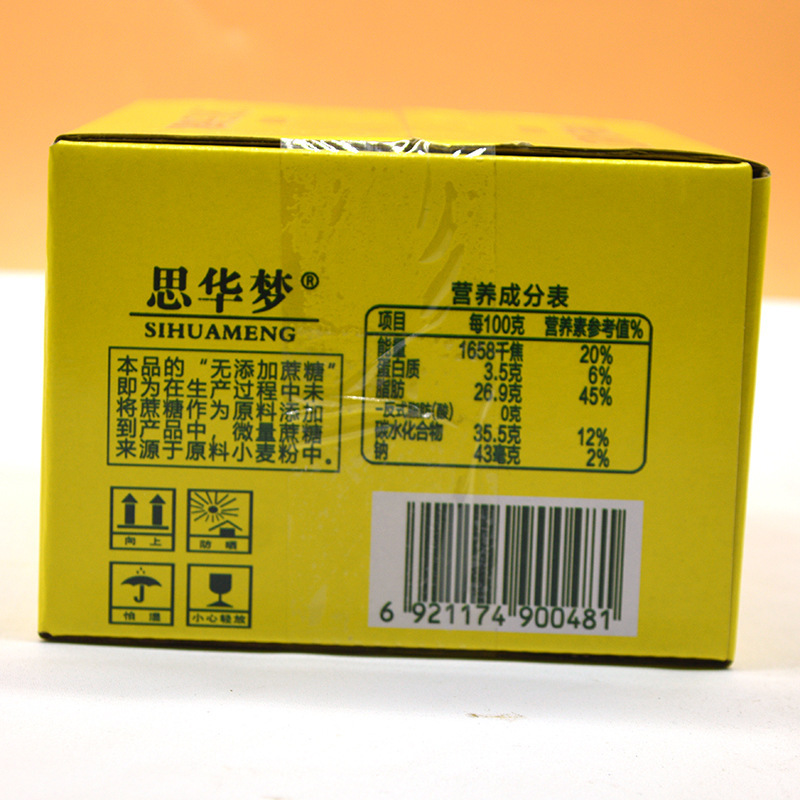 思华梦®
SIHUAMENG
本品的“无添加蔗糖”
即为在生产过程中未
将蔗糖作为原料添加
到产品中，微量蔗糖
来源于原料小麦粉中。
向上
防晒
怕湿
小心轻放
营养成分表
项目 每100克 营养素参考值%
能量 1658千焦 20%
蛋白质 3.5克 6%
脂肪 26.9克 45%
-反式脂肪(酸) 0克
碳水化合物 35.5克 12%
钠 43毫克 2%
6 921174 900481